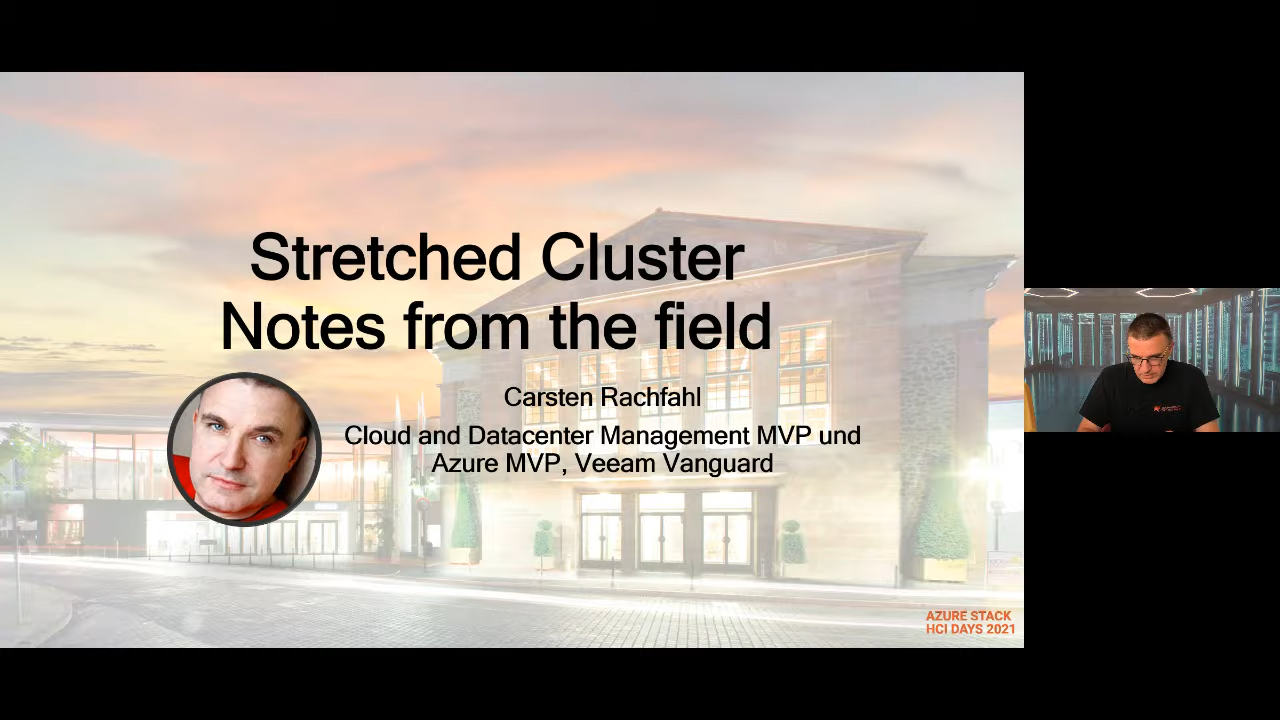 Stretched Cluster
Notes from the field
Carsten Rachfahl
Cloud and Datacenter Management MVP und
Azure MVP, Veeam Vanguard
AZURE STACK
HCI DAYS 2021